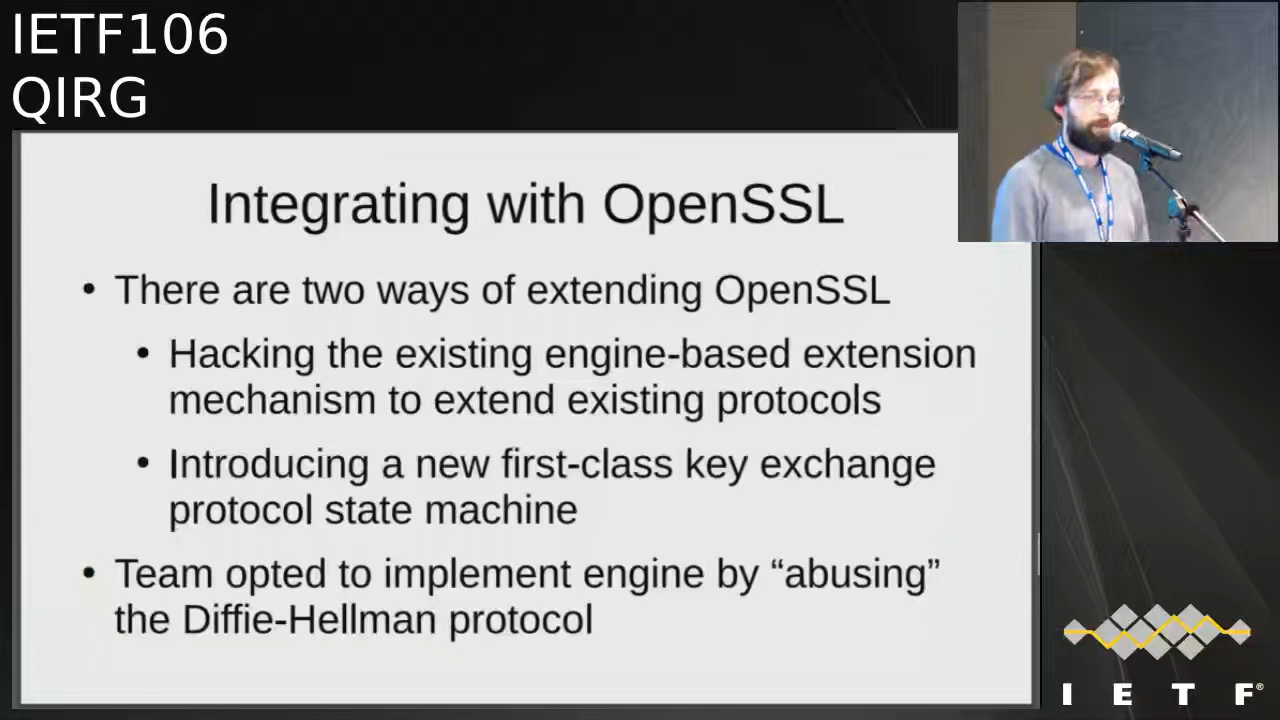 IETF106
QIRG
Integrating with OpenSSL
• There are two ways of extending OpenSSL
• Hacking the existing engine-based extension
mechanism to extend existing protocols
• Introducing a new first-class key exchange
protocol state machine
• Team opted to implement engine by “abusing”
the Diffie-Hellman protocol
I E T F®